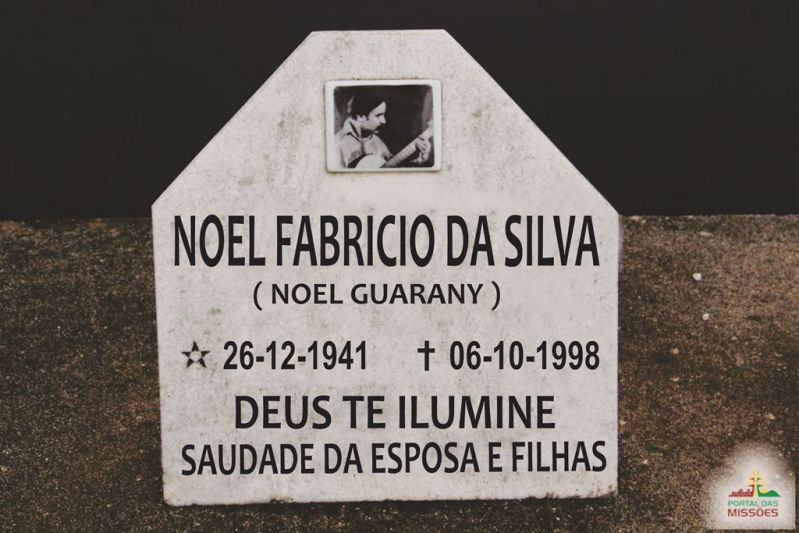 NOEL FABRICIO DA SILVA
( NOEL GUARANY )
☆ 26-12-1941 † 06-10-1998
DEUS TE ILUMINE
SAUDADE DA ESPOSA E FILHAS
PORTAL DAS
MISSÕES